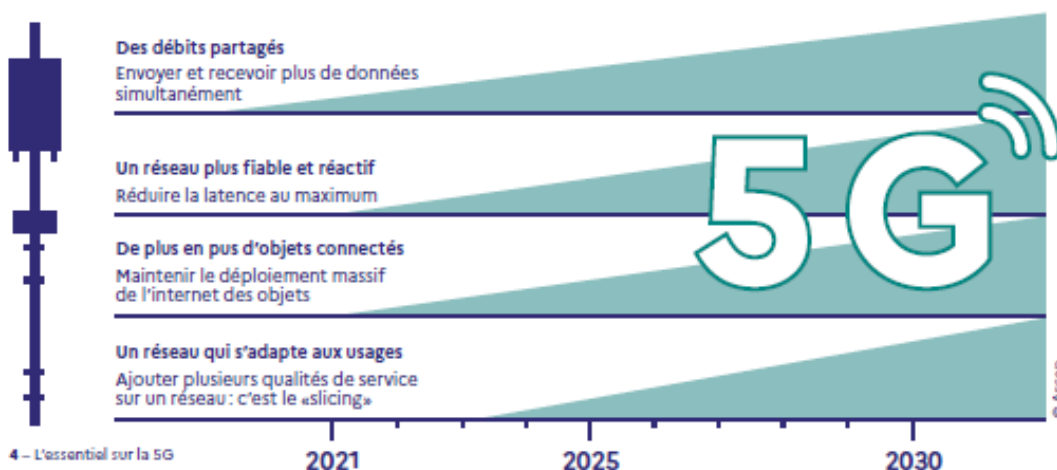 Des débits partagés
Envoyer et recevoir plus de données
simultanément
Un réseau plus fiable et réactif
Réduire la latence au maximum
De plus en pus d'objets connectés
Maintenir le déploiement massif
de l'internet des objets
Un réseau qui s'adapte aux usages
Ajouter plusieurs qualités de service
sur un réseau : c'est le «slicing»
5G
© Arcep
4 – L'essentiel sur la 5G
2021
2025
2030